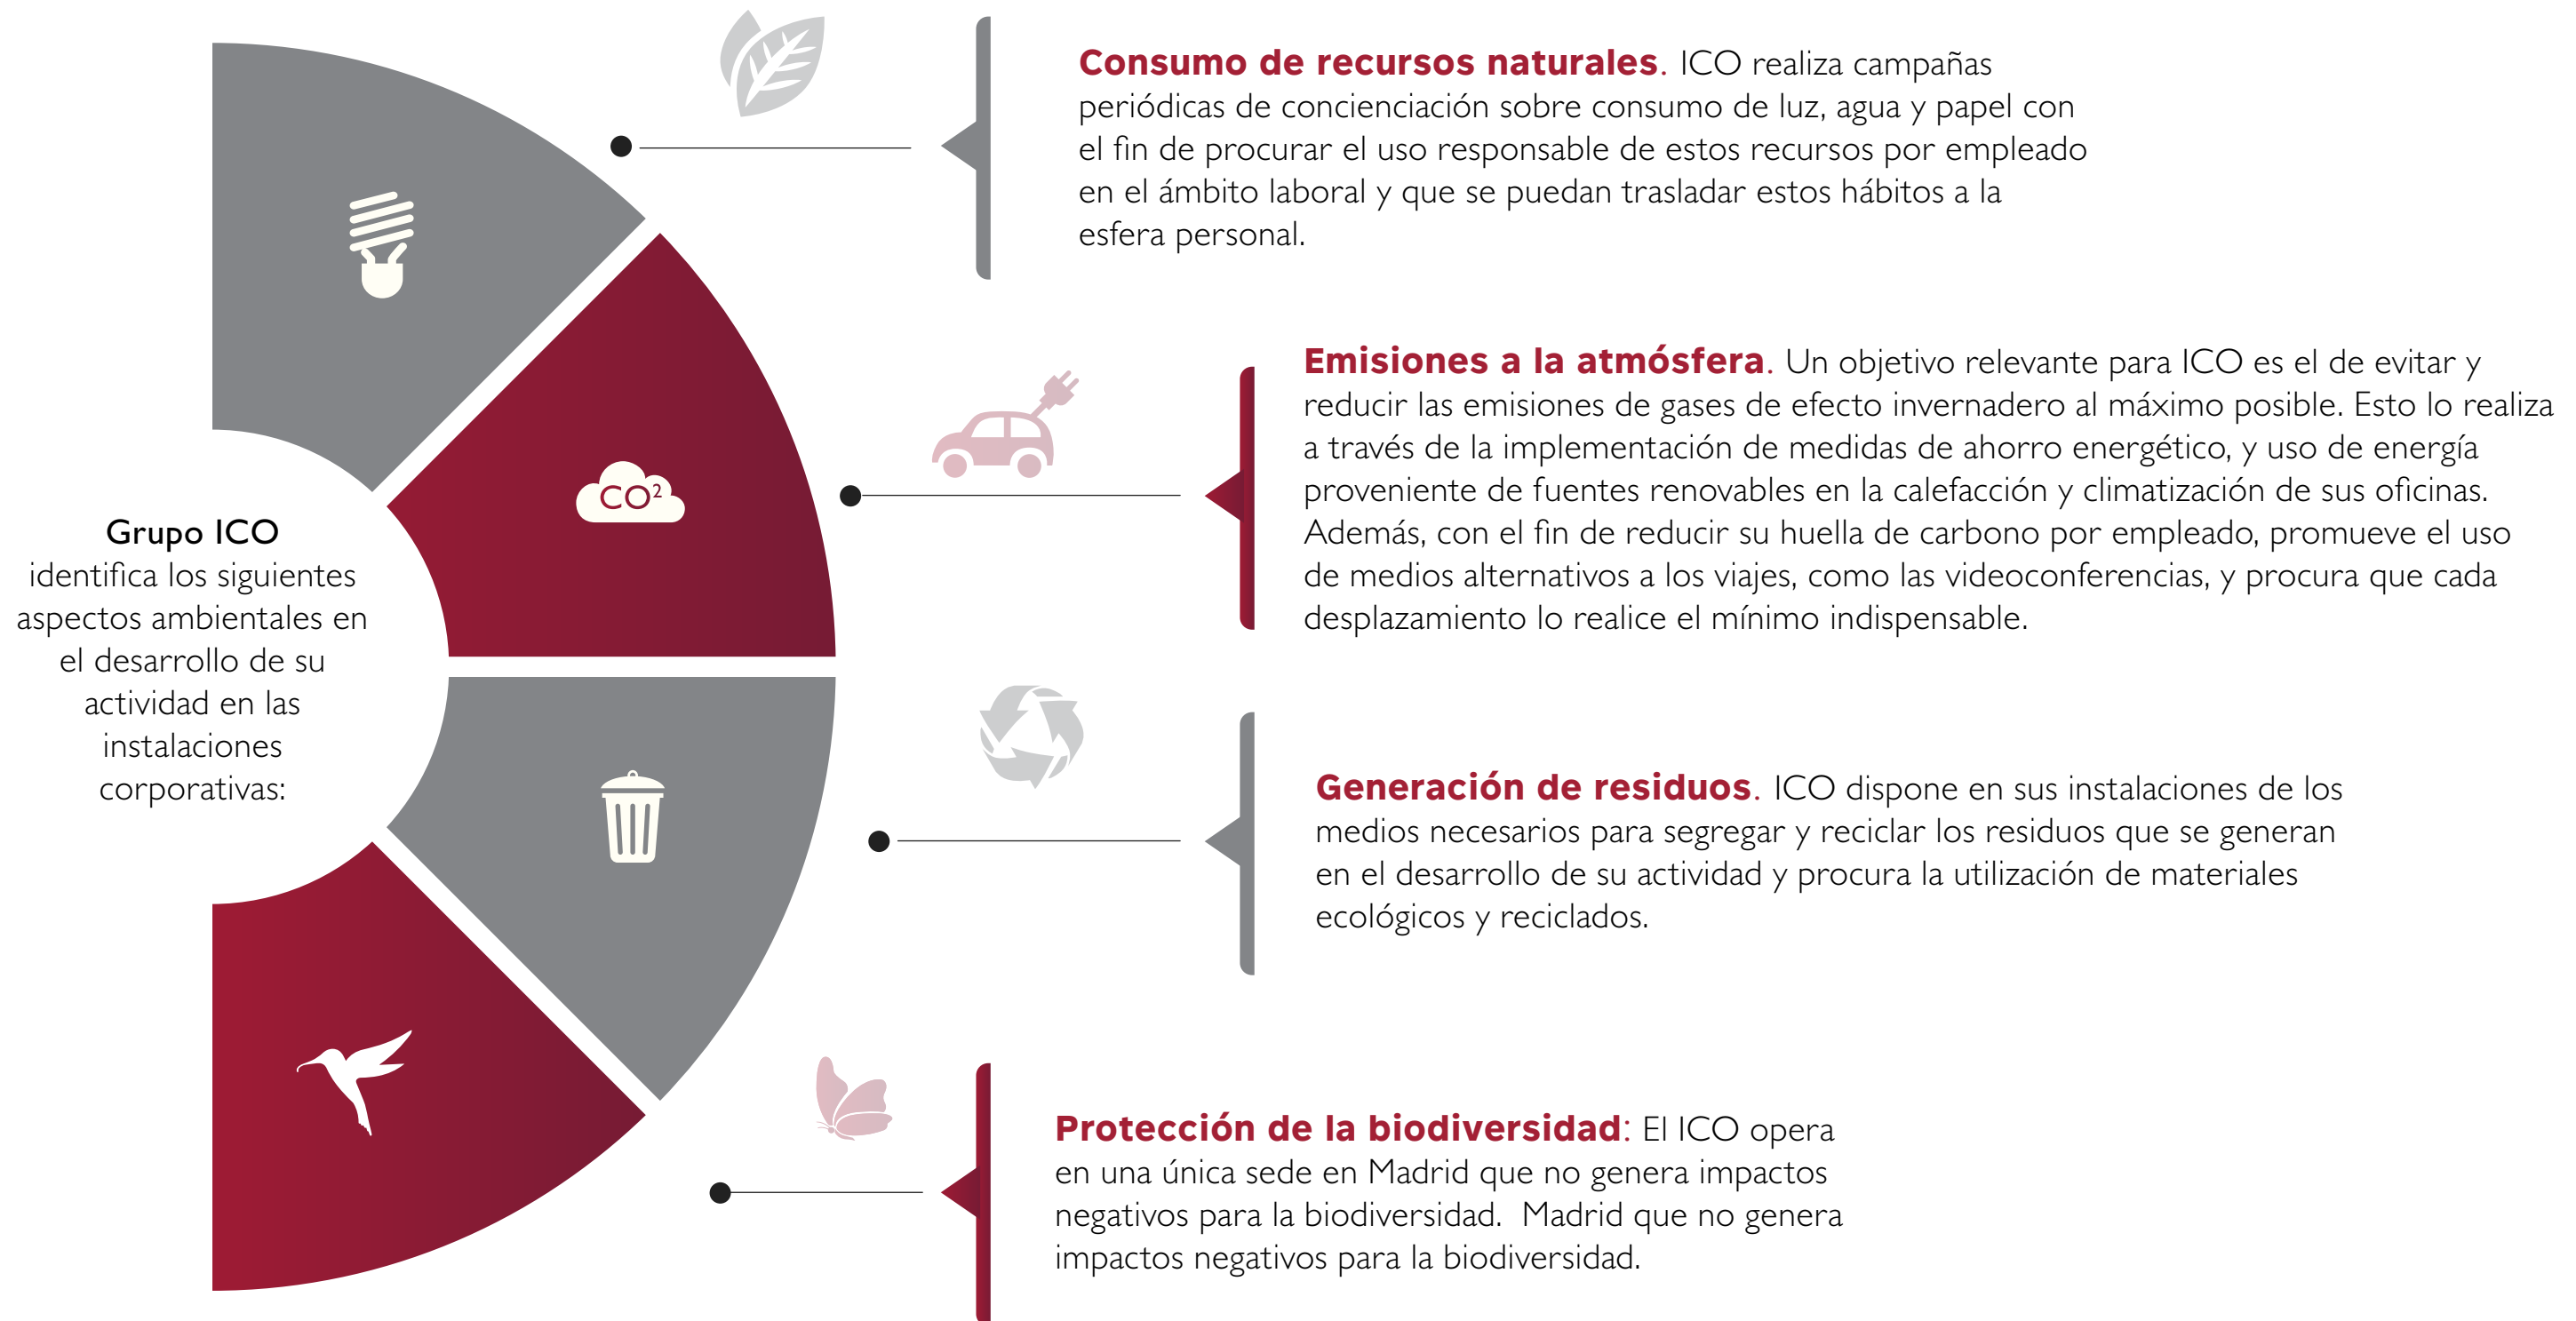 Grupo ICO
identifica los siguientes
aspectos ambientales en
el desarrollo de su
actividad en las
instalaciones
corporativas:
Consumo de recursos naturales. ICO realiza campañas
periódicas de concienciación sobre consumo de luz, agua y papel con
el fin de procurar el uso responsable de estos recursos por empleado
en el ámbito laboral y que se puedan trasladar estos hábitos a la
esfera personal.
CO²
Emisiones a la atmósfera. Un objetivo relevante para ICO es el de evitar y
reducir las emisiones de gases de efecto invernadero al máximo posible. Esto lo realiza
a través de la implementación de medidas de ahorro energético, y uso de energía
proveniente de fuentes renovables en la calefacción y climatización de sus oficinas.
Además, con el fin de reducir su huella de carbono por empleado, promueve el uso
de medios alternativos a los viajes, como las videoconferencias, y procura que cada
desplazamiento lo realice el mínimo indispensable.
Generación de residuos. ICO dispone en sus instalaciones de los
medios necesarios para segregar y reciclar los residuos que se generan
en el desarrollo de su actividad y procura la utilización de materiales
ecológicos y reciclados.
Protección de la biodiversidad: El ICO opera
en una única sede en Madrid que no genera impactos
negativos para la biodiversidad.  Madrid que no genera
impactos negativos para la biodiversidad.